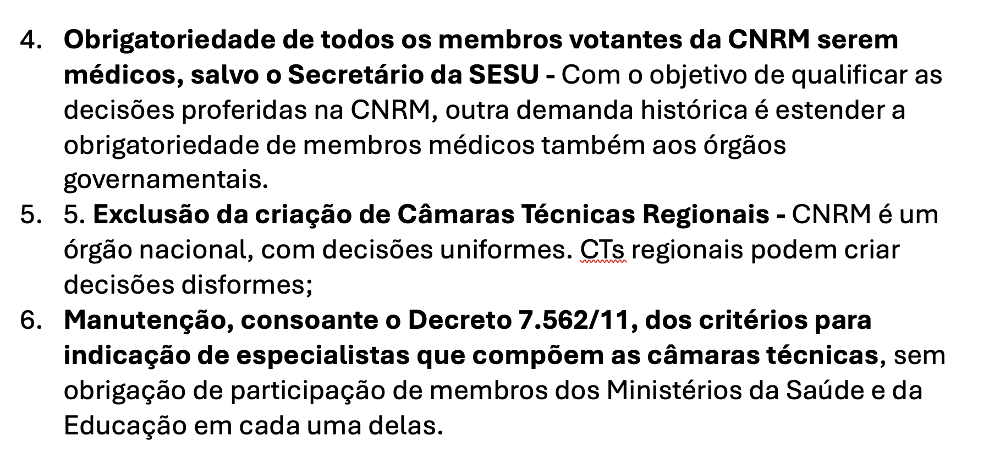 4. Obrigatoriedade de todos os membros votantes da CNRM serem
médicos, salvo o Secretário da SESU - Com o objetivo de qualificar as
decisões proferidas na CNRM, outra demanda histórica é estender a
obrigatoriedade de membros médicos também aos órgãos
governamentais.
5. 5. Exclusão da criação de Câmaras Técnicas Regionais - CNRM é um
órgão nacional, com decisões uniformes. CTs regionais podem criar
decisões disformes;
6. Manutenção, consoante o Decreto 7.562/11, dos critérios para
indicação de especialistas que compõem as câmaras técnicas, sem
obrigação de participação de membros dos Ministérios da Saúde e da
Educação em cada uma delas.